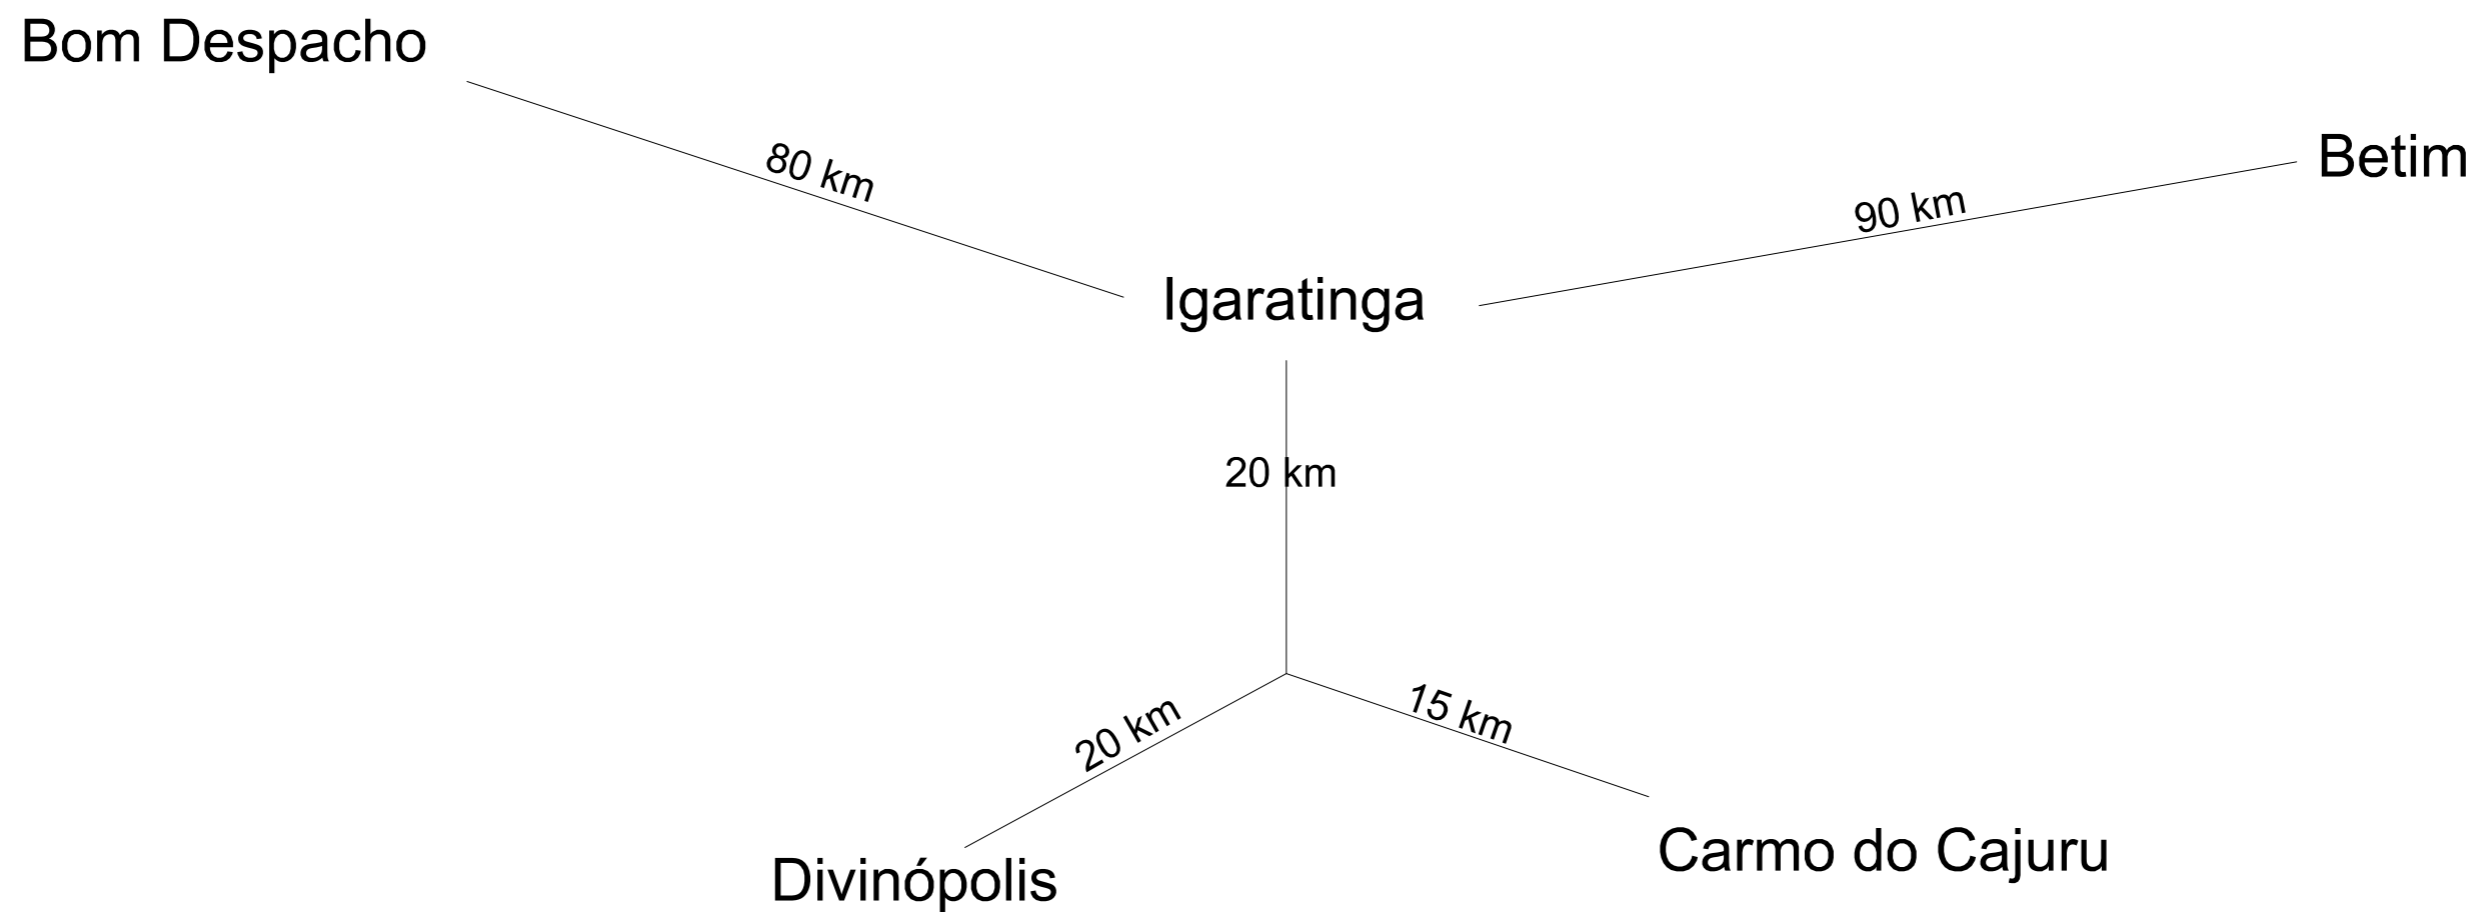 Bom Despacho
Betim
80 km
90 km
Igaratinga
20 km
20 km
15 km
Carmo do Cajuru
Divinópolis